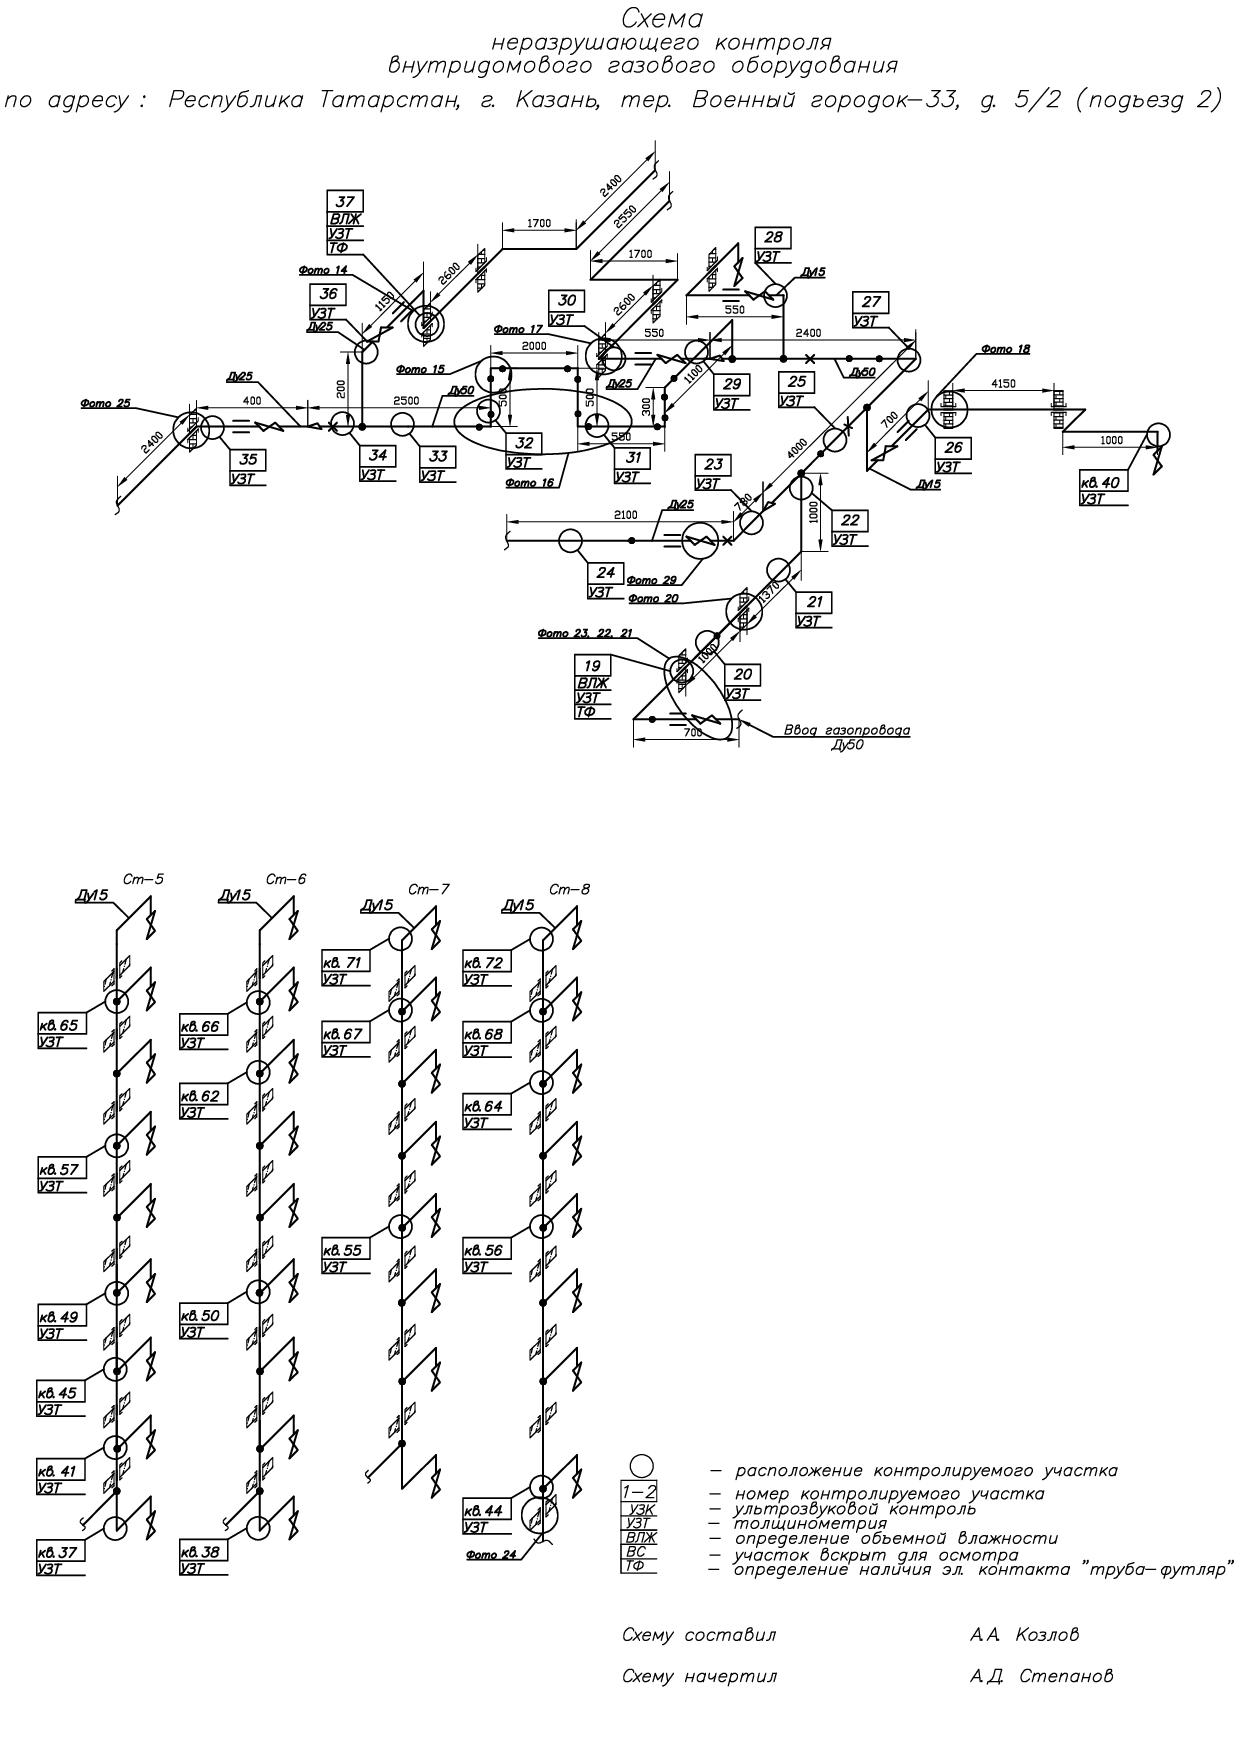 Схема
неразрушающего контроля
внутридомового газового оборудования
по адресу : Республика Татарстан, г. Казань, тер. Военный городок-33, д. 5/2 (подъезд 2)
2400
37
ВЛЖ
УЗТ
ТФ
1700
2550
28
УЗТ
Фото 14
2600
1700
Ду15
36
УЗТ
Ду25
1150
30
УЗТ
2600
550
27
УЗТ
Фото 17
550
2400
2000
Фото 18
Фото 15
Ду25
200
Ду50
500
500
Ду25
1100
29
УЗТ
25
УЗТ
Ду50
4150
Фото 25
400
2500
300
700
2400
35
УЗТ
34
УЗТ
33
УЗТ
32
УЗТ
31
УЗТ
550
4000
26
УЗТ
1000
Фото 16
23
УЗТ
Ду15
кв. 40
УЗТ
2100
Ду25
780
1000
22
УЗТ
24
УЗТ
Фото 29
Фото 20
1370
21
УЗТ
Фото 23, 22, 21
19
ВЛЖ
УЗТ
ТФ
1000
20
УЗТ
700
Ввод газопровода
Ду50
Ст-5
Ст-6
Ст-7
Ст-8
Ду15
Ду15
Ду15
Ду15
кв. 71
УЗТ
кв. 72
УЗТ
кв. 65
УЗТ
кв. 66
УЗТ
кв. 67
УЗТ
кв. 68
УЗТ
кв. 62
УЗТ
кв. 64
УЗТ
кв. 57
УЗТ
кв. 55
УЗТ
кв. 56
УЗТ
кв. 49
УЗТ
кв. 50
УЗТ
кв. 45
УЗТ
кв. 41
УЗТ
кв. 44
УЗТ
кв. 37
УЗТ
кв. 38
УЗТ
Фото 24
- расположение контролируемого участка
1-2 - номер контролируемого участка
УЗК - ультрозвуковой контроль
УЗТ - толщинометрия
ВЛЖ - определение объемной влажности
ВС - участок вскрыт для осмотра
ТФ - определение наличия эл. контакта "труба-футляр"
Схему составил А.А. Козлов
Схему начертил А.Д. Степанов